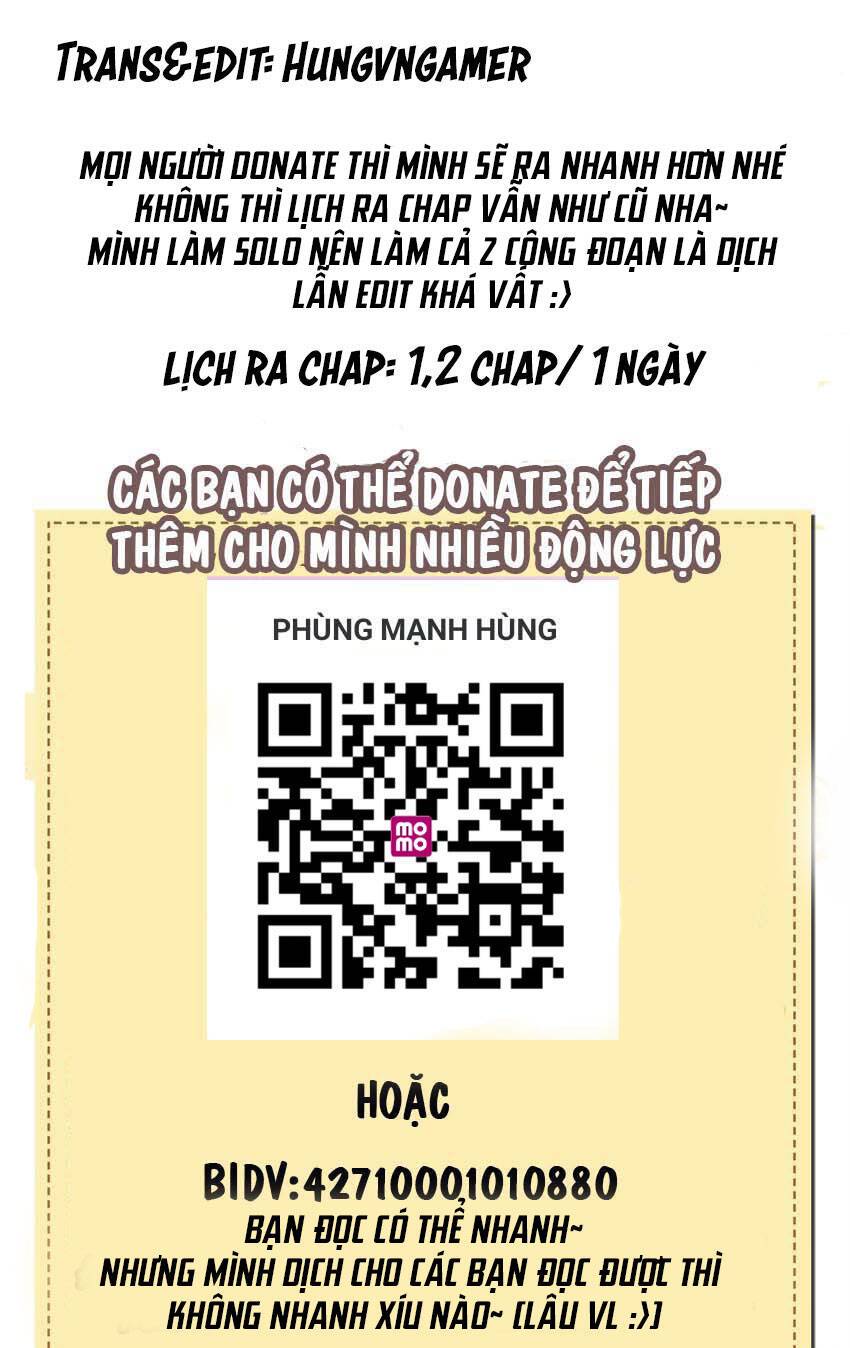 TRANS&EDIT: HUNGVNGAMER
MỌI NGƯỜI DONATE THÌ MÌNH SẼ RA NHANH HƠN NHÉ
KHÔNG THÌ LỊCH RA CHAP VẪN NHƯ CŨ NHA~
MÌNH LÀM SOLO NÊN LÀM CẢ 2 CÔNG ĐOẠN LÀ DỊCH
LẪN EDIT KHÁ VẤT :>
LỊCH RA CHAP: 1,2 CHAP/ 1 NGÀY
CÁC BẠN CÓ THỂ DONATE ĐỂ TIẾP
THÊM CHO MÌNH NHIỀU ĐỘNG LỰC
PHÙNG MẠNH HÙNG
mo
mo
HOẶC
BIDV:42710001010880
BẠN ĐỌC CÓ THỂ NHANH~
NHƯNG MÌNH DỊCH CHO CÁC BẠN ĐỌC ĐƯỢC THÌ
KHÔNG NHANH XÍU NÀO~ [LÂU VL :>]